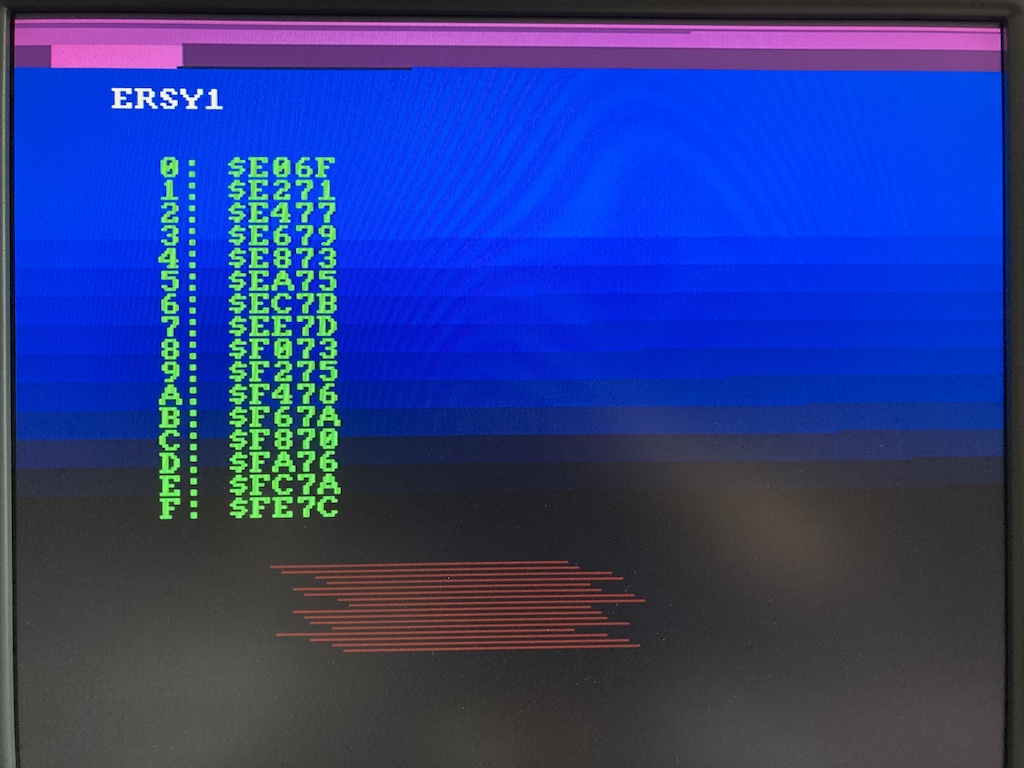 ERSY1
0: $E06F
1: $E271
2: $E477
3: $E679
4: $E873
5: $EA75
6: $EC7B
7: $EE7D
8: $F073
9: $F275
A: $F476
B: $F67A
C: $F870
D: $FA76
E: $FC7A
F: $FE7C